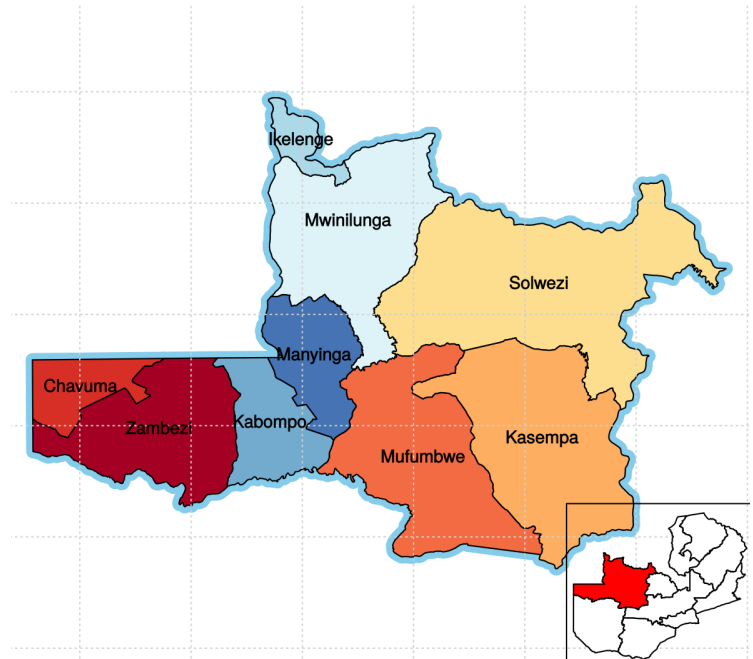 Ikelenge
Mwinilunga
Solwezi
Manyinga
Chavuma
Kabompo
Zambezi
Kasempa
Mufumbwe